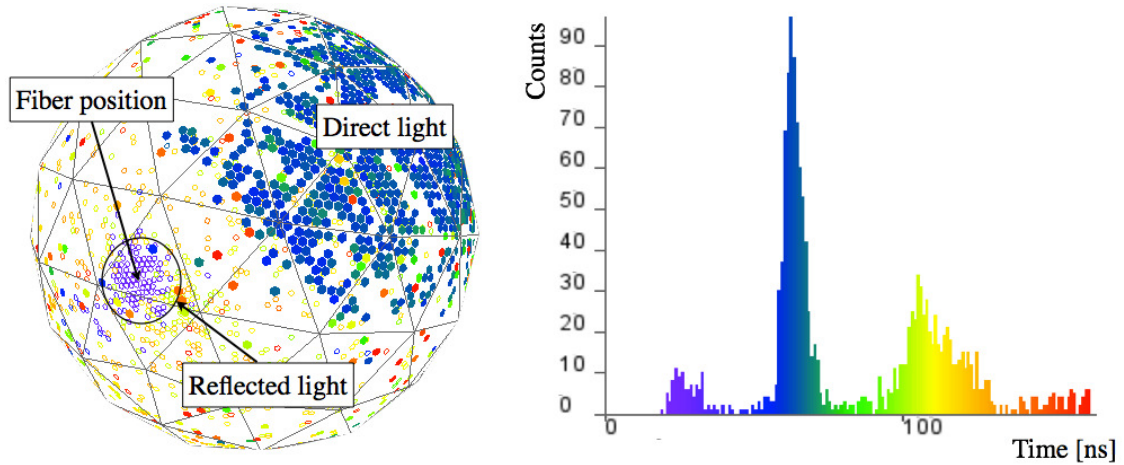 Fiber position
Direct light
Reflected light
Counts
90
80
70
60
50
40
30
20
10
0
0
100
Time [ns]